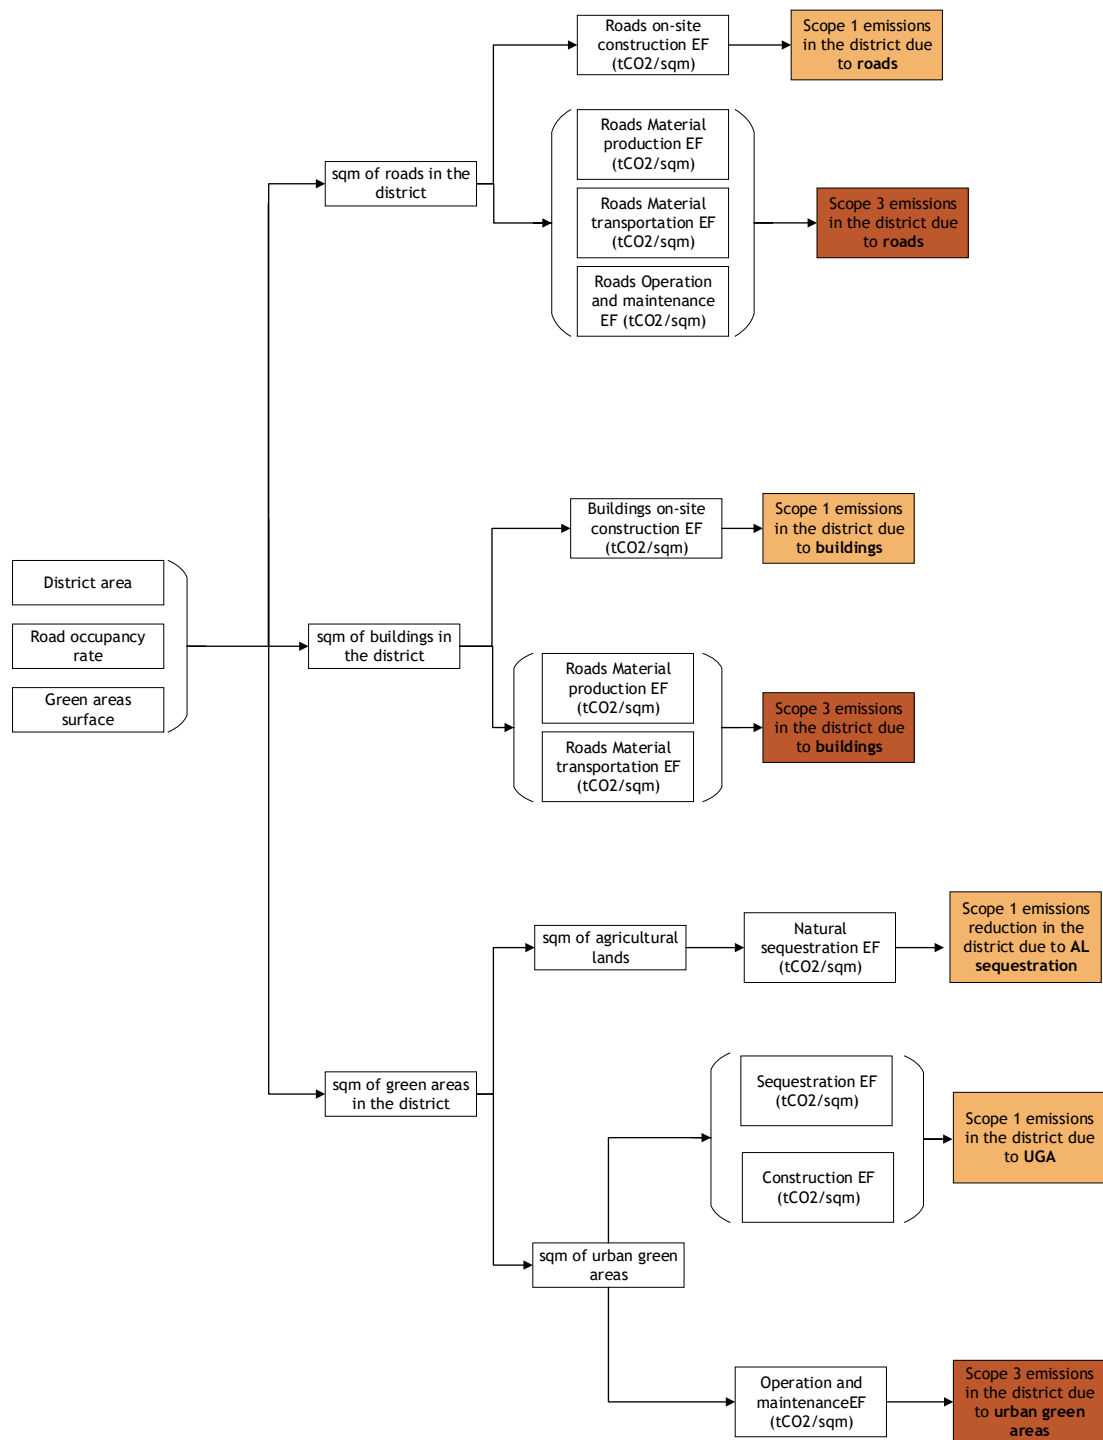 Roads on-site
construction EF
(tCO2/sqm)
Scope 1 emissions
in the district due
to roads
Roads Material
production EF
(tCO2/sqm)
sqm of roads in the
district
Roads Material
transportation EF
(tCO2/sqm)
Scope 3 emissions
in the district due
to roads
Roads Operation
and maintenance
EF (tCO2/sqm)
Buildings on-site
construction EF
(tCO2/sqm)
Scope 1 emissions
in the district due
to buildings
District area
Road occupancy
rate
Green areas
surface
sqm of buildings in
the district
Roads Material
production EF
(tCO2/sqm)
Roads Material
transportation EF
(tCO2/sqm)
Scope 3 emissions
in the district due
to buildings
sqm of agricultural
lands
Natural
sequestration EF
(tCO2/sqm)
Scope 1 emissions
reduction in the
district due to AL
sequestration
sqm of green areas
in the district
Sequestration EF
(tCO2/sqm)
Construction EF
(tCO2/sqm)
Scope 1 emissions
in the district due
to UGA
sqm of urban green
areas
Operation and
maintenanceEF
(tCO2/sqm)
Scope 3 emissions
in the district due
to urban green
areas